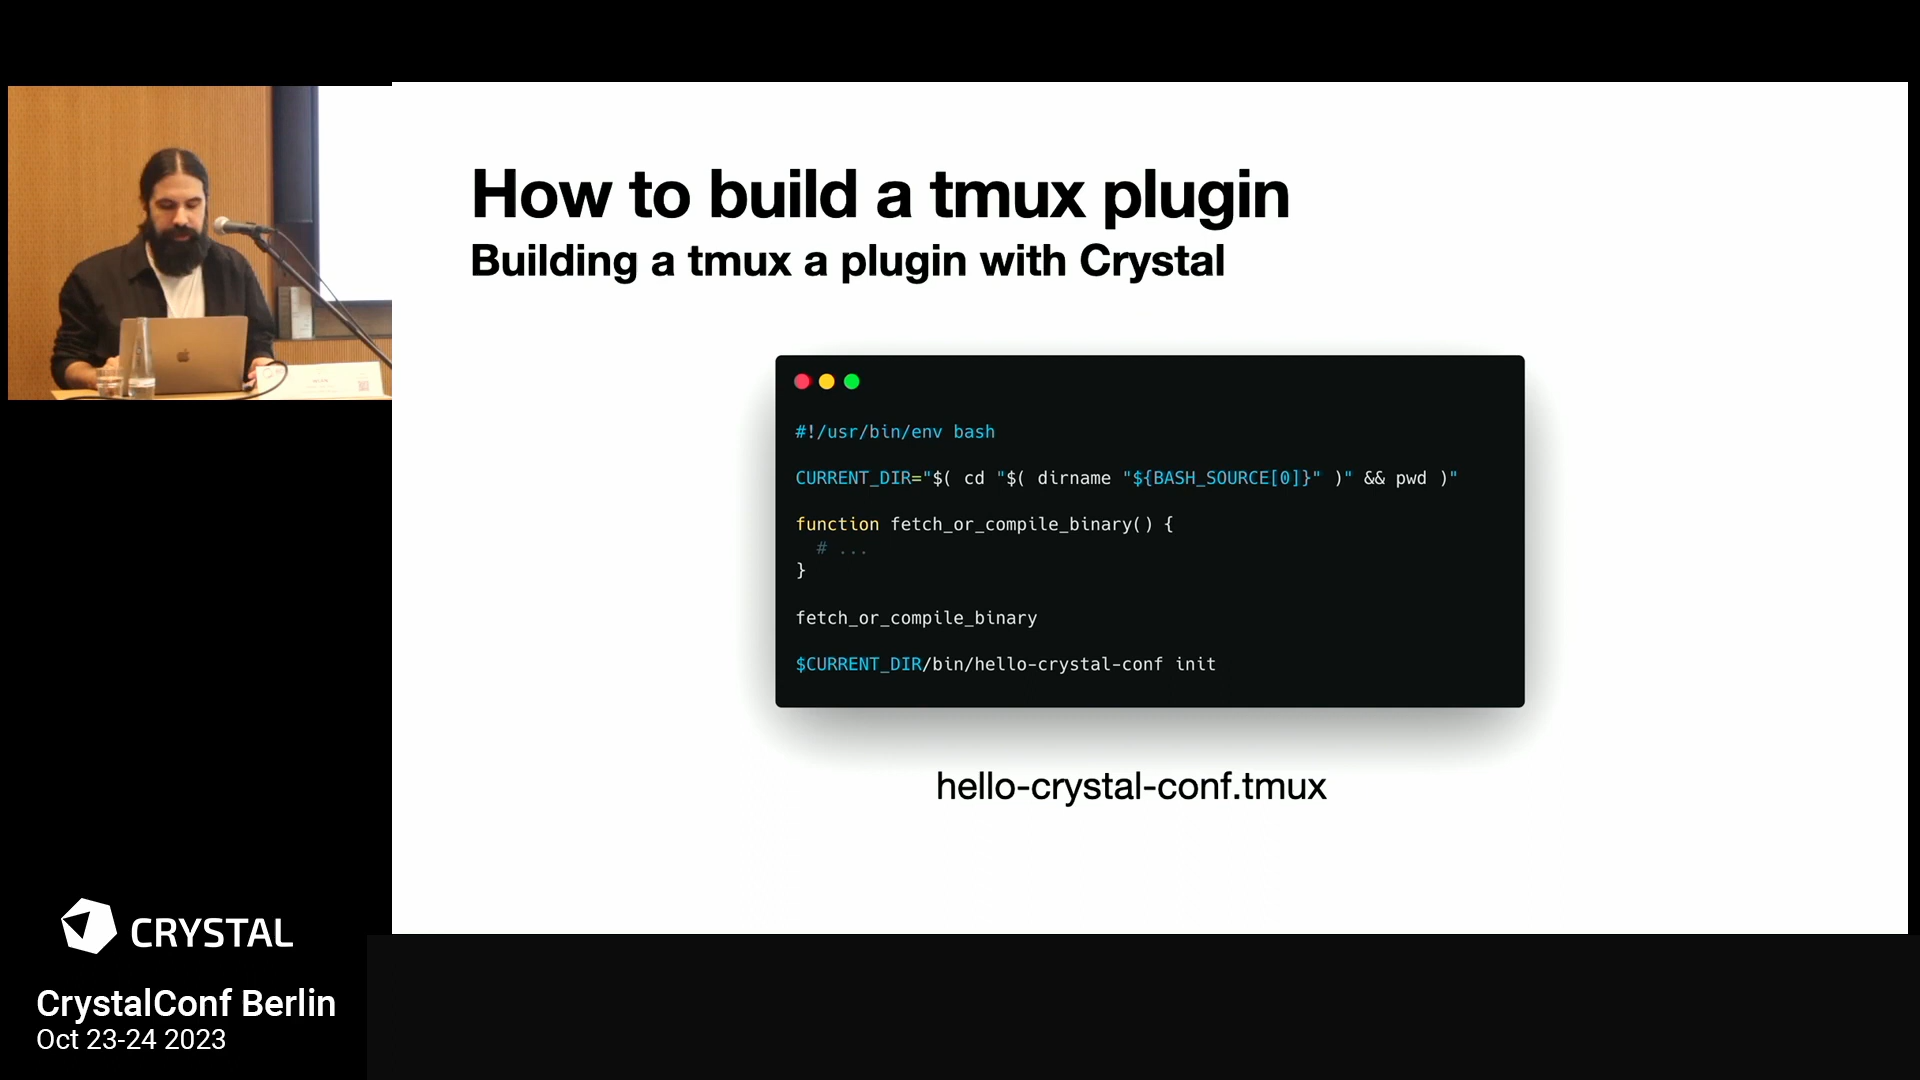 How to build a tmux plugin
Building a tmux a plugin with Crystal
#!/usr/bin/env bash
CURRENT_DIR="$( cd "$( dirname "${BASH_SOURCE[0]}" )" && pwd )"
function fetch_or_compile_binary() {
# ...
}
fetch_or_compile_binary
$CURRENT_DIR/bin/hello-crystal-conf init
hello-crystal-conf.tmux
CRYSTAL
CrystalConf Berlin
Oct 23-24 2023